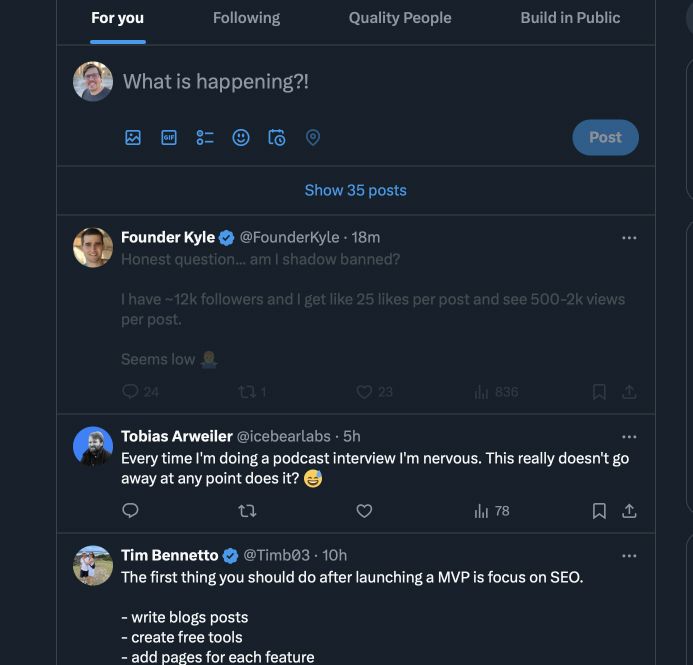 For you Following Quality People Build in Public
What is happening?!
GIF
Post
Show 35 posts
Founder Kyle @FounderKyle · 18m
Honest question... am I shadow banned?
I have ~12k followers and I get like 25 likes per post and see 500-2k views
per post.
Seems low 🤷‍♂️
24 1 23 836
Tobias Arweiler @icebearlabs · 5h
Every time I'm doing a podcast interview I'm nervous. This really doesn't go
away at any point does it? 😅
78
Tim Bennetto @Timb03 · 10h
The first thing you should do after launching a MVP is focus on SEO.
- write blogs posts
- create free tools
- add pages for each feature